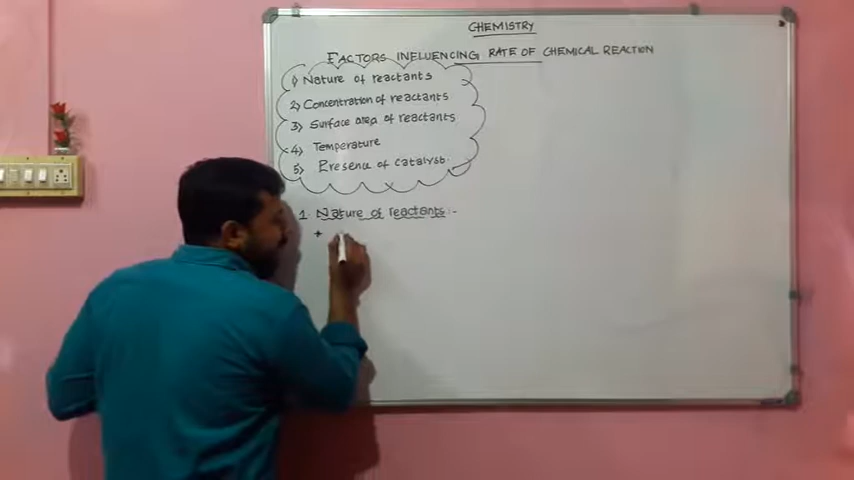 CHEMISTRY
FACTORS INFLUENCING RATE OF CHEMICAL REACTION
1) Nature of reactants
2) Concentration of reactants
3) Surface area of reactants
4) Temperature
5) Presence of catalyst
1. Nature of reactants:-